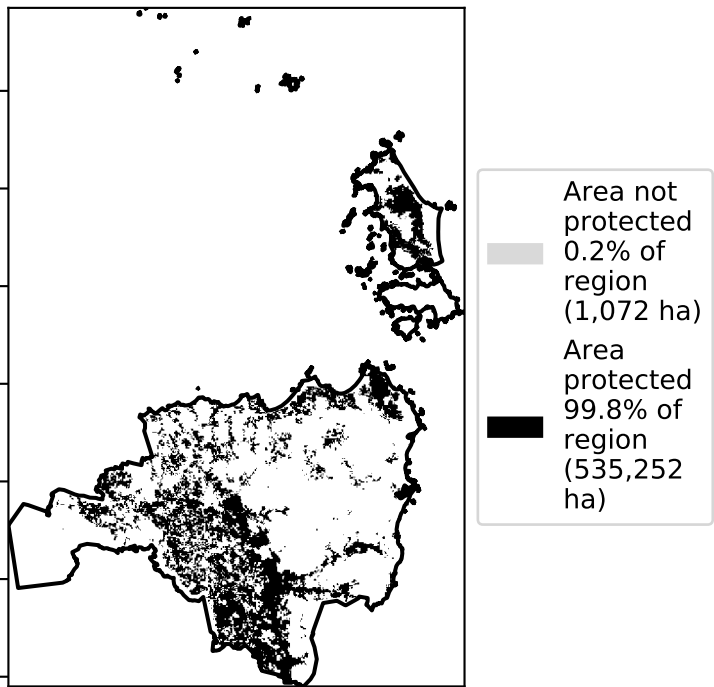 Area not
protected
0.2% of
region
(1,072 ha)
Area
protected
99.8% of
region
(535,252
ha)